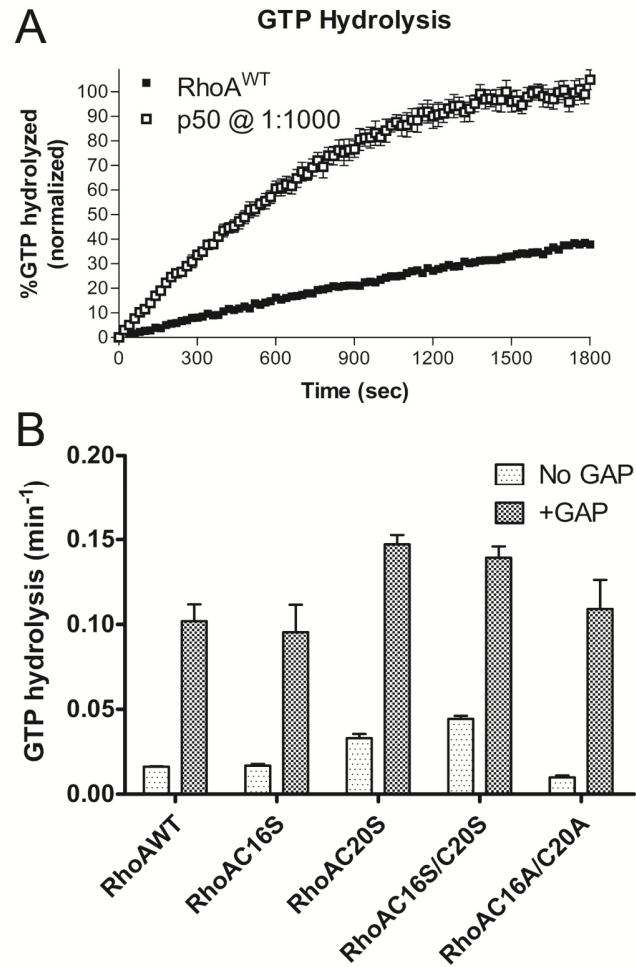 A
GTP Hydrolysis
RhoAWT
p50 @ 1:1000
%GTP hydrolyzed
(normalized)
100
90
80
70
60
50
40
30
20
10
0
0 300 600 900 1200 1500 1800
Time (sec)
B
No GAP
+GAP
GTP hydrolysis (min-1)
0.20
0.15
0.10
0.05
0.00
RhoAWT
RhoAC16S
RhoAC20S
RhoAC16S/C20S
RhoAC16A/C20A